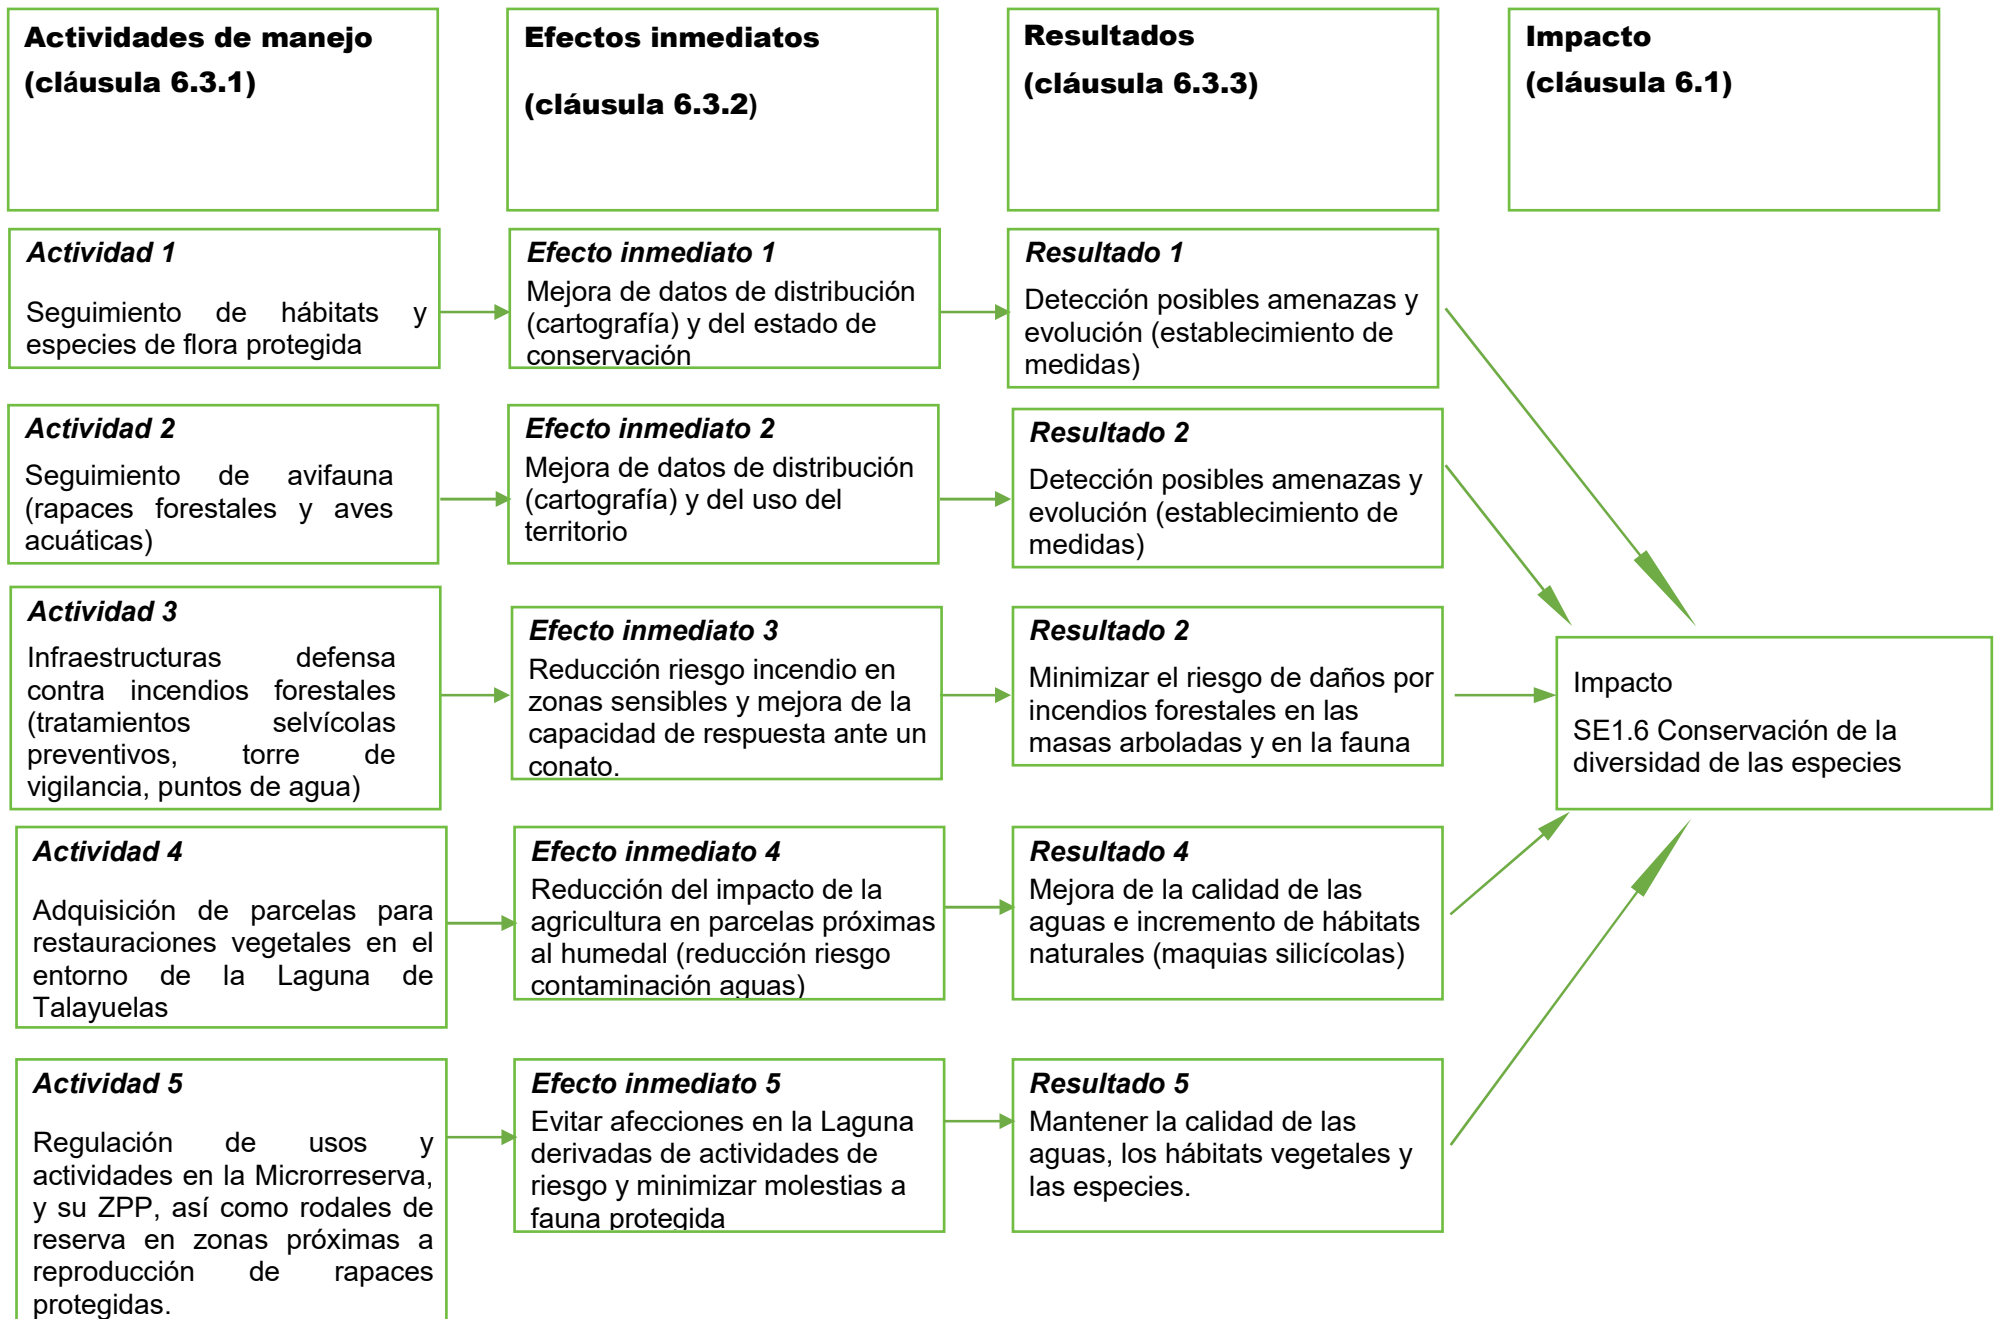 Actividades de manejo
(cláusula 6.3.1)
Efectos inmediatos
(cláusula 6.3.2)
Resultados
(cláusula 6.3.3)
Impacto
(cláusula 6.1)
Actividad 1
Seguimiento de hábitats y
especies de flora protegida
Efecto inmediato 1
Mejora de datos de distribución
(cartografía) y del estado de
conservación
Resultado 1
Detección posibles amenazas y
evolución (establecimiento de
medidas)
Actividad 2
Seguimiento de avifauna
(rapaces forestales y aves
acuáticas)
Efecto inmediato 2
Mejora de datos de distribución
(cartografía) y del uso del
territorio
Resultado 2
Detección posibles amenazas y
evolución (establecimiento de
medidas)
Actividad 3
Infraestructuras defensa
contra incendios forestales
(tratamientos selvícolas
preventivos, torre de
vigilancia, puntos de agua)
Efecto inmediato 3
Reducción riesgo incendio en
zonas sensibles y mejora de la
capacidad de respuesta ante un
conato.
Resultado 2
Minimizar el riesgo de daños por
incendios forestales en las
masas arboladas y en la fauna
Impacto
SE1.6 Conservación de la
diversidad de las especies
Actividad 4
Adquisición de parcelas para
restauraciones vegetales en el
entorno de la Laguna de
Talayuelas
Efecto inmediato 4
Reducción del impacto de la
agricultura en parcelas próximas
al humedal (reducción riesgo
contaminación aguas)
Resultado 4
Mejora de la calidad de las
aguas e incremento de hábitats
naturales (maquias silicícolas)
Actividad 5
Regulación de usos y
actividades en la Microrreserva,
y su ZPP, así como rodales de
reserva en zonas próximas a
reproducción de rapaces
protegidas.
Efecto inmediato 5
Evitar afecciones en la Laguna
derivadas de actividades de
riesgo y minimizar molestias a
fauna protegida
Resultado 5
Mantener la calidad de las
aguas, los hábitats vegetales y
las especies.